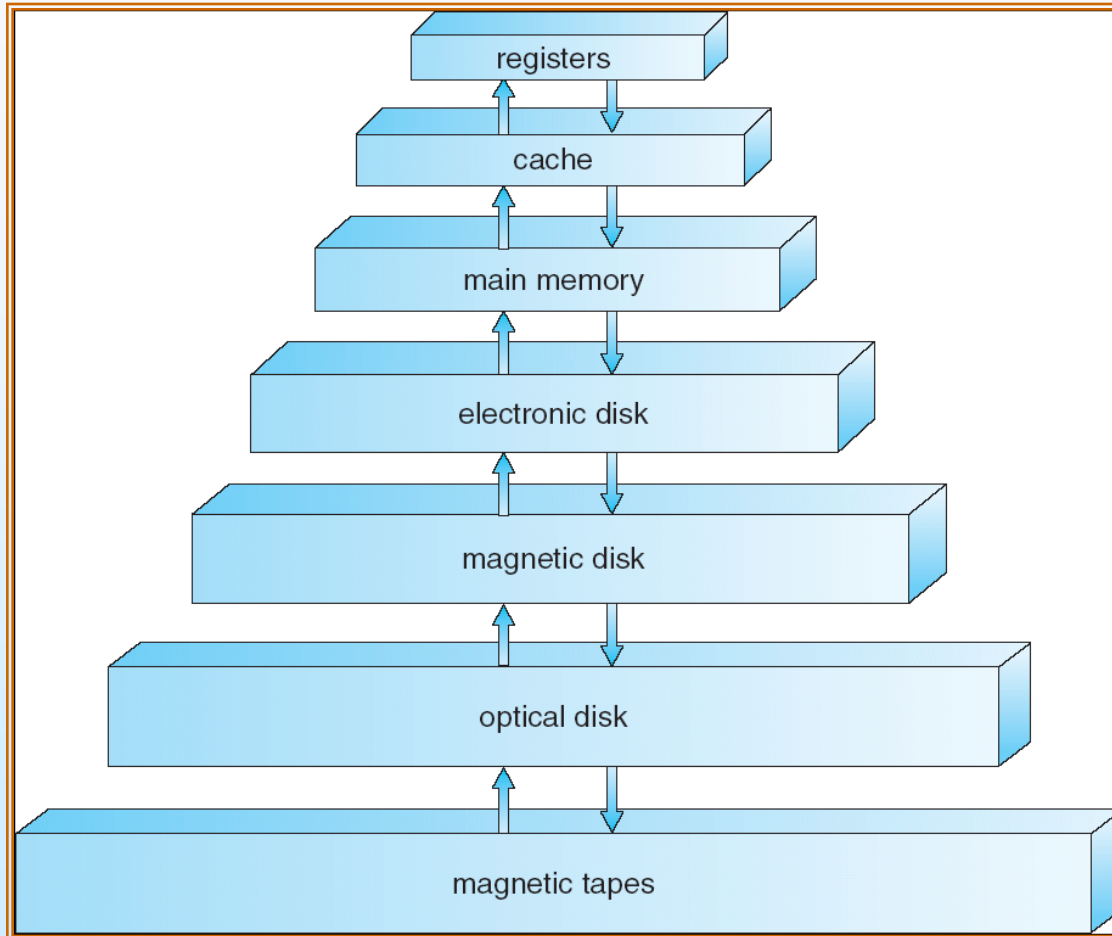 registers
cache
main memory
electronic disk
magnetic disk
optical disk
magnetic tapes